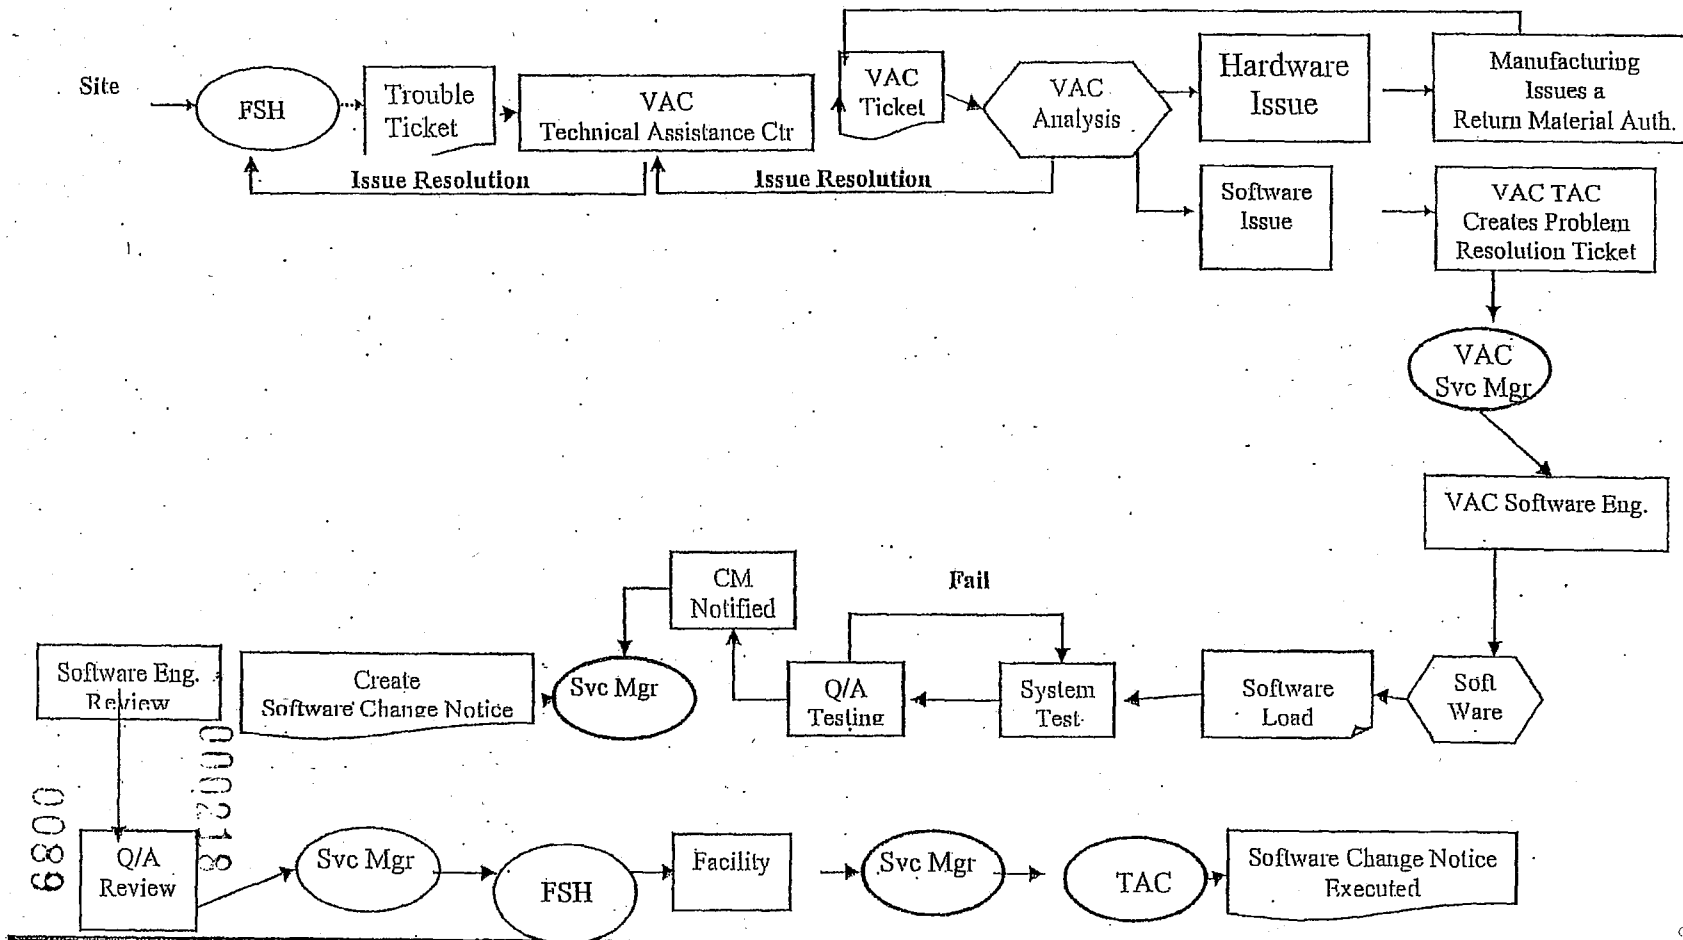 Site
FSH
Trouble
Ticket
VAC
Technical Assistance Ctr
VAC
Ticket
VAC
Analysis
Hardware
Issue
Manufacturing
Issues a
Return Material Auth.
Issue Resolution
Issue Resolution
Software
Issue
VAC TAC
Creates Problem
Resolution Ticket
VAC
Svc Mgr
VAC Software Eng.
Fail
CM
Notified
Software Eng.
Review
Create
Software Change Notice
Svc Mgr
Q/A
Testing
System
Test
Software
Load
Soft
Ware
000218
0089
Q/A
Review
Svc Mgr
FSH
Facility
Svc Mgr
TAC
Software Change Notice
Executed